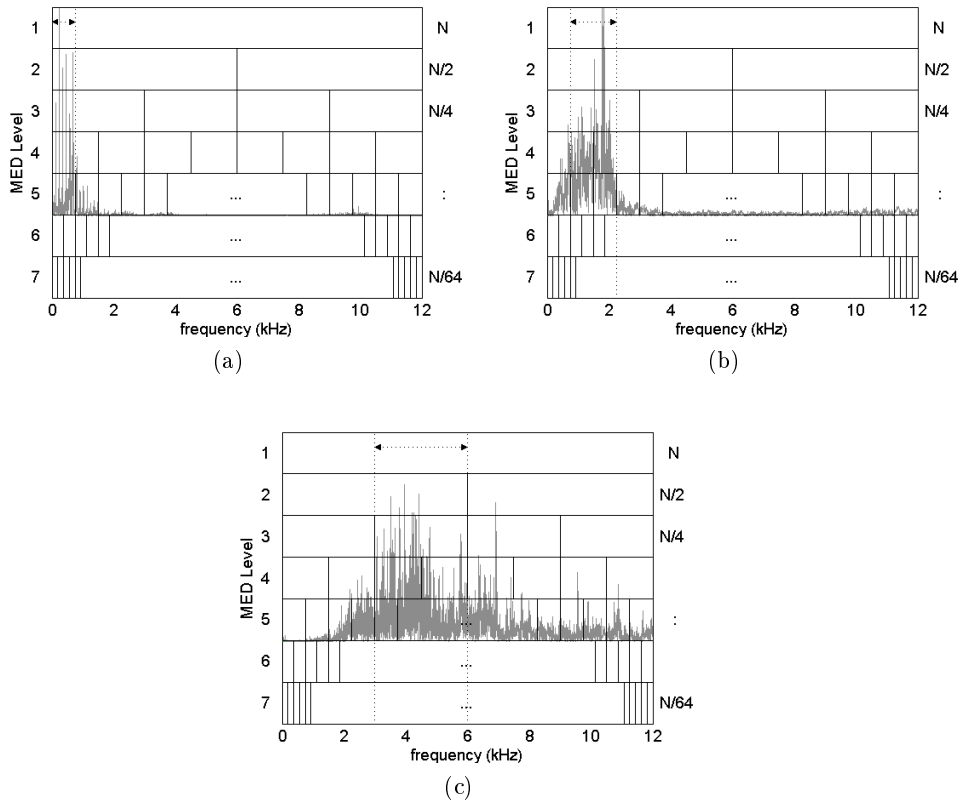 1 N
2 N/2
3 N/4
4
5 ... :
6 ...
7 ... N/64
MED Level
0 2 4 6 8 10 12
frequency (kHz)
(a)
1 N
2 N/2
3 N/4
4
5 ... :
6 ...
7 ... N/64
MED Level
0 2 4 6 8 10 12
frequency (kHz)
(b)
1 N
2 N/2
3 N/4
4
5 ... :
6 ...
7 ... N/64
MED Level
0 2 4 6 8 10 12
frequency (kHz)
(c)